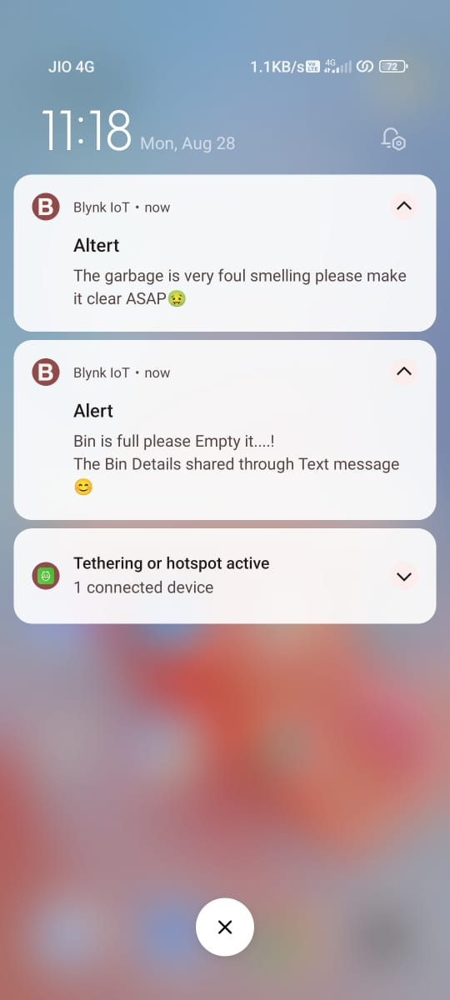 JIO 4G 1.1KB/s Vo LTE 4G 72
11:18 Mon, Aug 28
B Blynk IoT • now
Altert
The garbage is very foul smelling please make
it clear ASAP🤢
B Blynk IoT • now
Alert
Bin is full please Empty it....!
The Bin Details shared through Text message
😊
Tethering or hotspot active
1 connected device